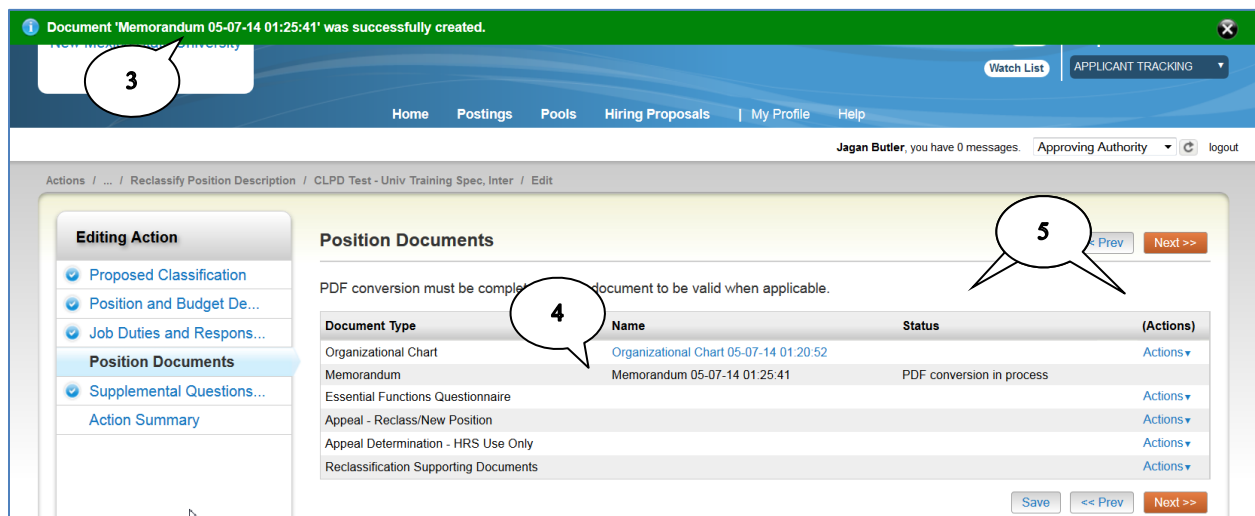 Document 'Memorandum 05-07-14 01:25:41' was successfully created.
3
Watch List
APPLICANT TRACKING
Home Postings Pools Hiring Proposals | My Profile Help
Jagan Butler, you have 0 messages. Approving Authority logout
Actions / ... / Reclassify Position Description / CLPD Test - Univ Training Spec, Inter / Edit
Editing Action
Proposed Classification
Position and Budget De...
Job Duties and Respons...
Position Documents
Supplemental Questions...
Action Summary
Position Documents
5
Prev Next >>
PDF conversion must be document to be valid when applicable.
4
Document Type Name Status (Actions)
Organizational Chart Organizational Chart 05-07-14 01:20:52 Actions
Memorandum Memorandum 05-07-14 01:25:41 PDF conversion in process
Essential Functions Questionnaire Actions
Appeal - Reclass/New Position Actions
Appeal Determination - HRS Use Only Actions
Reclassification Supporting Documents Actions
Save << Prev Next >>